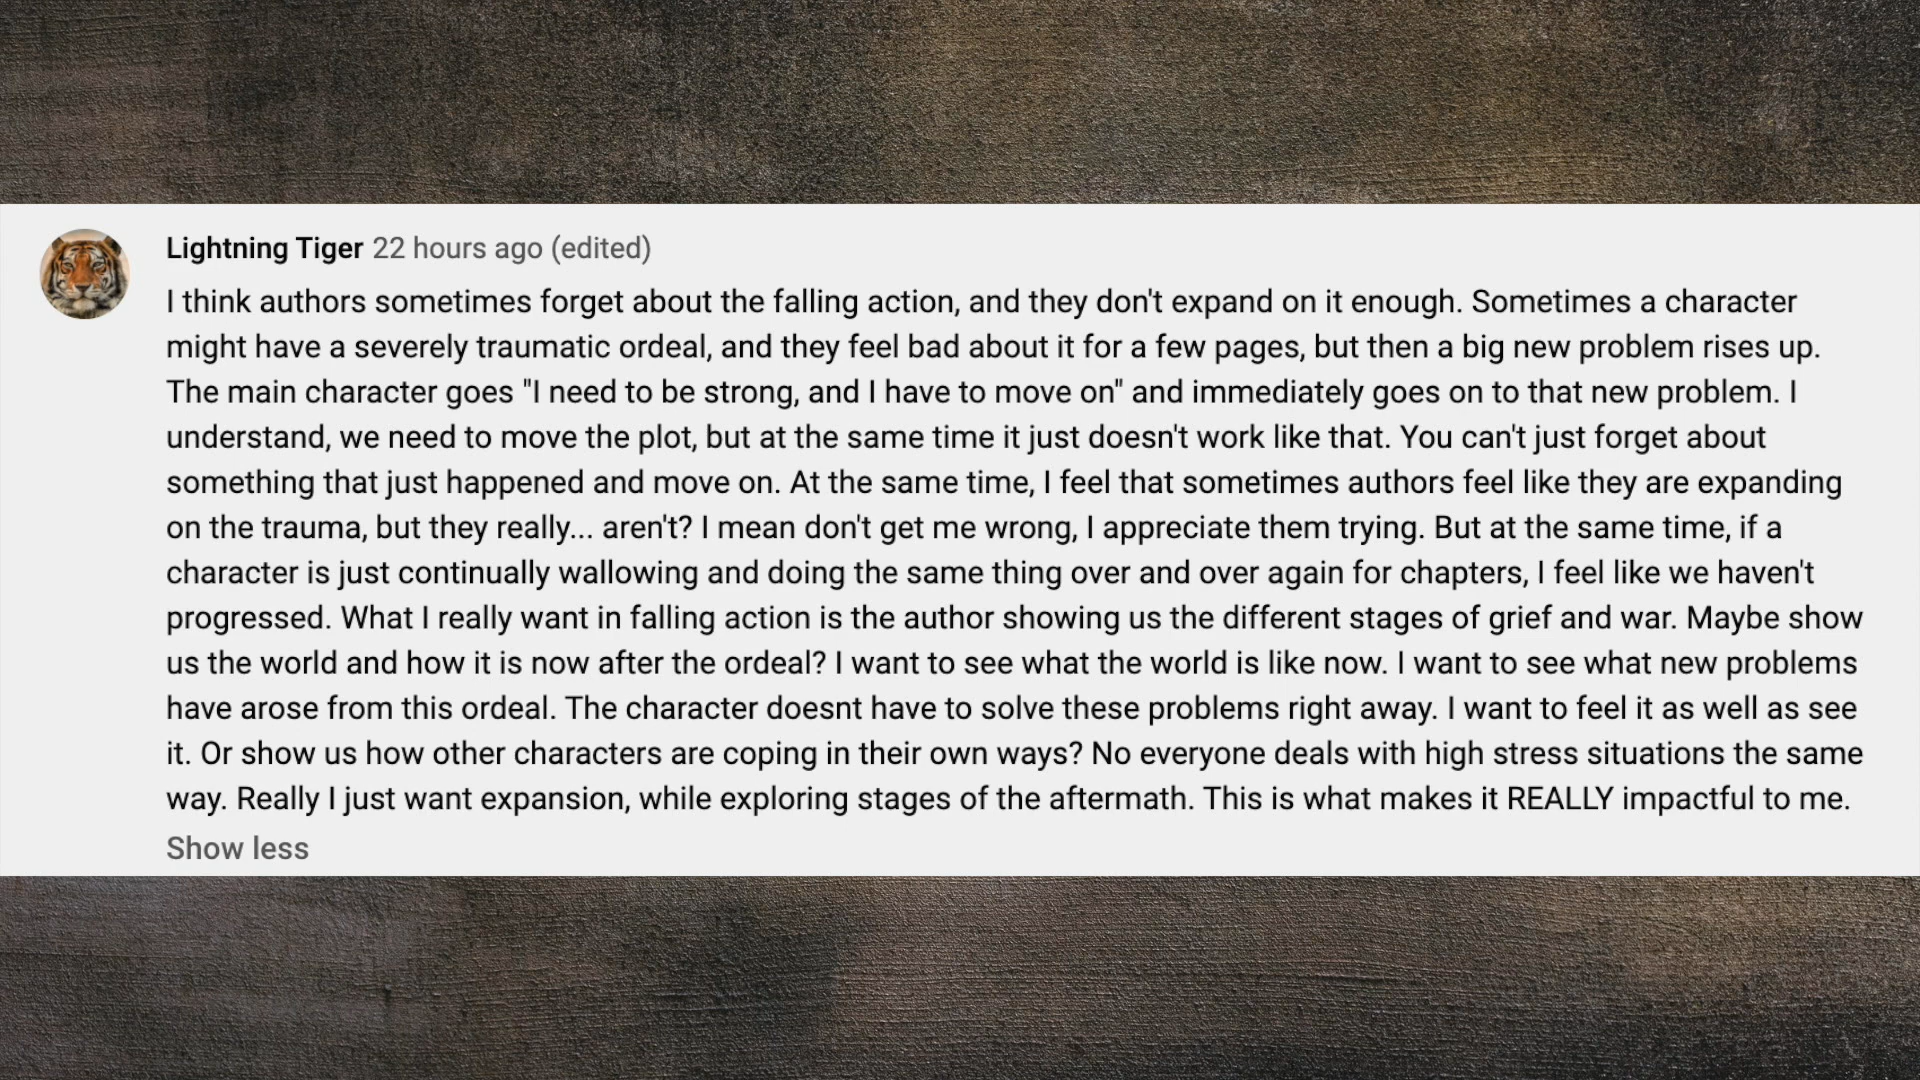 Lightning Tiger 22 hours ago (edited)
I think authors sometimes forget about the falling action, and they don't expand on it enough. Sometimes a character
might have a severely traumatic ordeal, and they feel bad about it for a few pages, but then a big new problem rises up.
The main character goes "I need to be strong, and I have to move on" and immediately goes on to that new problem. I
understand, we need to move the plot, but at the same time it just doesn't work like that. You can't just forget about
something that just happened and move on. At the same time, I feel that sometimes authors feel like they are expanding
on the trauma, but they really... aren't? I mean don't get me wrong, I appreciate them trying. But at the same time, if a
character is just continually wallowing and doing the same thing over and over again for chapters, I feel like we haven't
progressed. What I really want in falling action is the author showing us the different stages of grief and war. Maybe show
us the world and how it is now after the ordeal? I want to see what the world is like now. I want to see what new problems
have arose from this ordeal. The character doesnt have to solve these problems right away. I want to feel it as well as see
it. Or show us how other characters are coping in their own ways? No everyone deals with high stress situations the same
way. Really I just want expansion, while exploring stages of the aftermath. This is what makes it REALLY impactful to me.
Show less